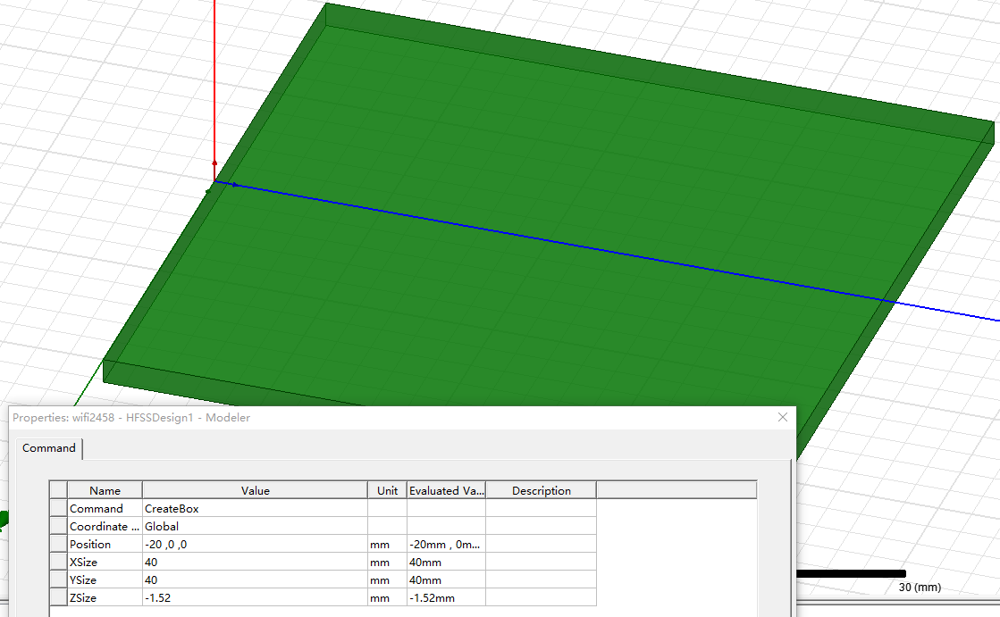 Properties: wifi2458 - HFSSDesign1 - Modeler
Command
Name Value Unit Evaluated Va... Description
Command CreateBox
Coordinate ... Global
Position -20 ,0 ,0 mm -20mm , 0m...
XSize 40 mm 40mm
YSize 40 mm 40mm
ZSize -1.52 mm -1.52mm
30 (mm)